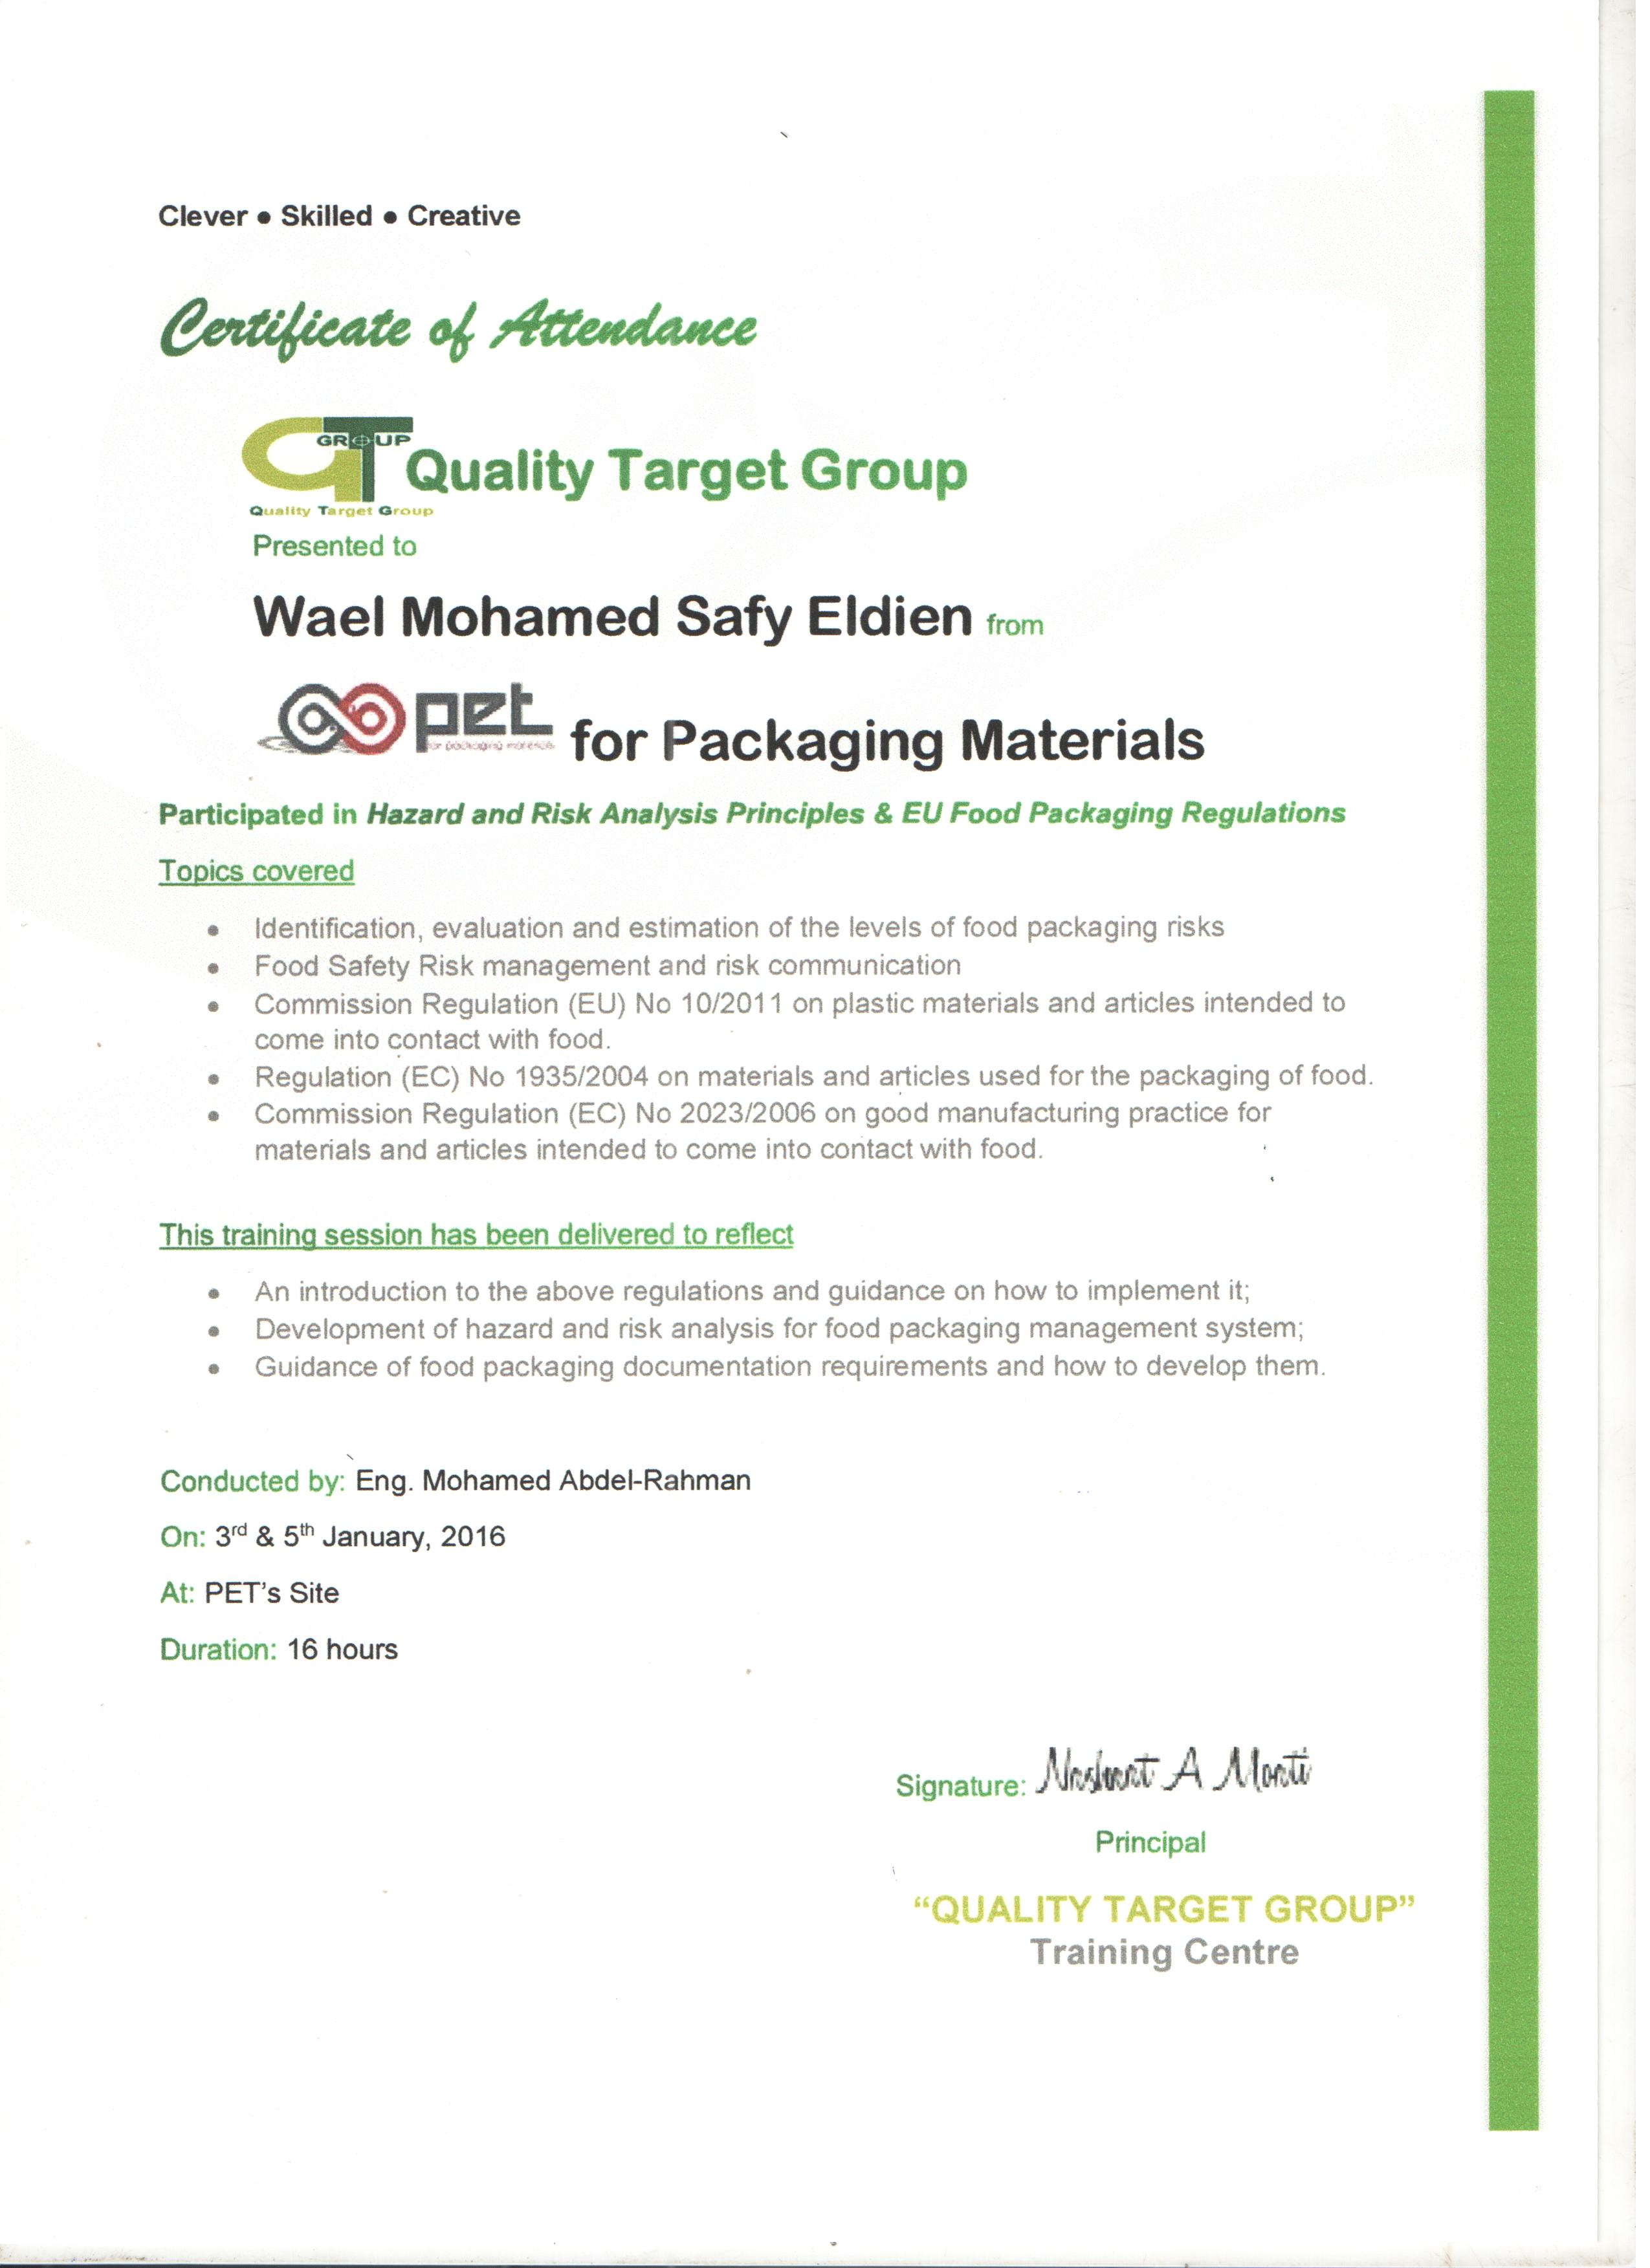 Clever • Skilled • Creative
Certificate of Attendance
GROUP
Quality Target Group
Quality Target Group
Presented to
Wael Mohamed Safy Eldien from
pet
for packaging materials
for Packaging Materials
Participated in Hazard and Risk Analysis Principles & EU Food Packaging Regulations
Topics covered
• Identification, evaluation and estimation of the levels of food packaging risks
• Food Safety Risk management and risk communication
• Commission Regulation (EU) No 10/2011 on plastic materials and articles intended to
come into contact with food.
• Regulation (EC) No 1935/2004 on materials and articles used for the packaging of food.
• Commission Regulation (EC) No 2023/2006 on good manufacturing practice for
materials and articles intended to come into contact with food.
This training session has been delivered to reflect
• An introduction to the above regulations and guidance on how to implement it;
• Development of hazard and risk analysis for food packaging management system;
• Guidance of food packaging documentation requirements and how to develop them.
Conducted by: Eng. Mohamed Abdel-Rahman
On: 3rd & 5th January, 2016
At: PET's Site
Duration: 16 hours
Signature:
Principal
“QUALITY TARGET GROUP”
Training Centre